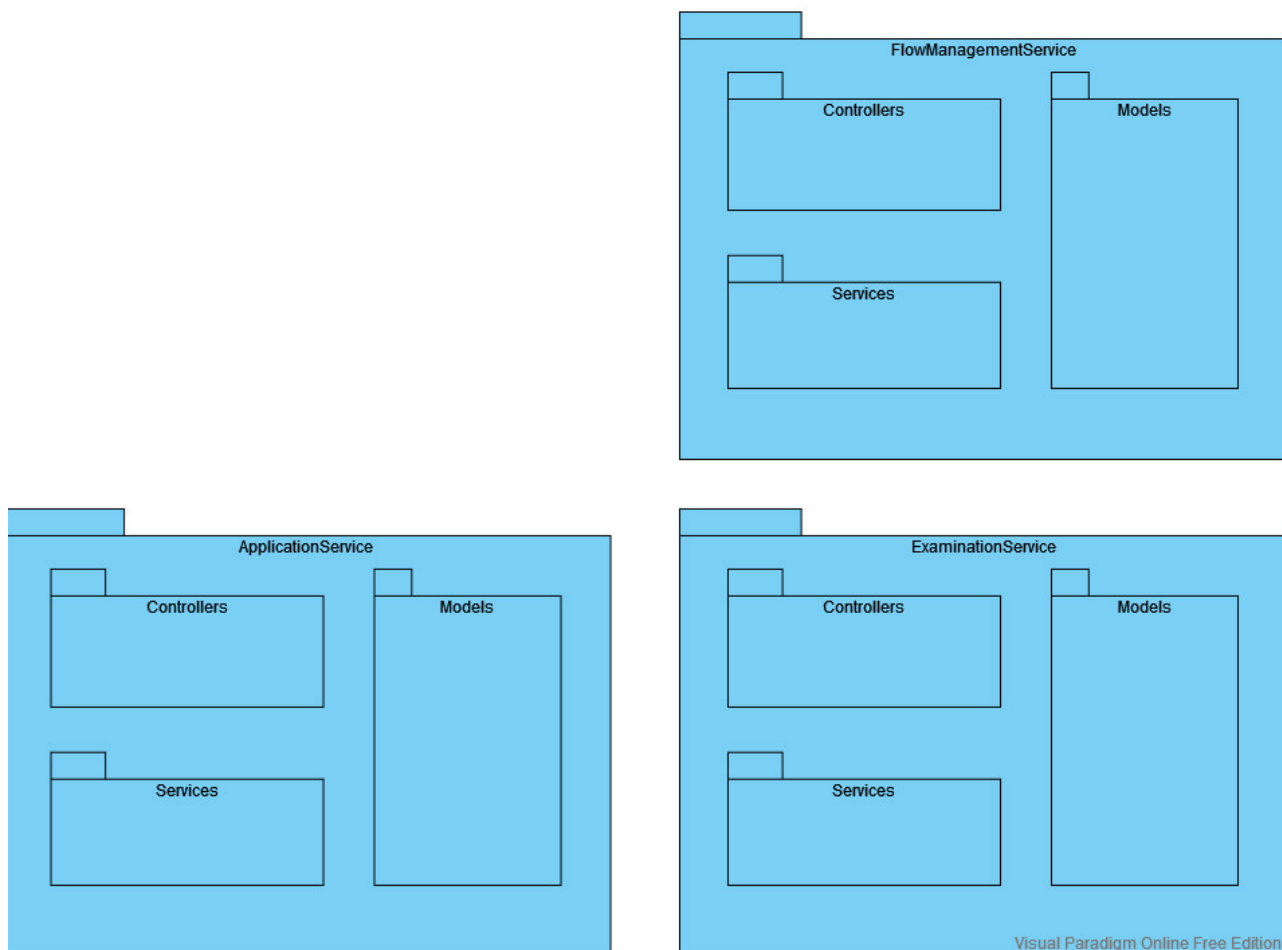 FlowManagementService
Controllers
Models
Services
ApplicationService
Controllers
Models
Services
ExaminationService
Controllers
Models
Services
Visual Paradigm Online Free Edition